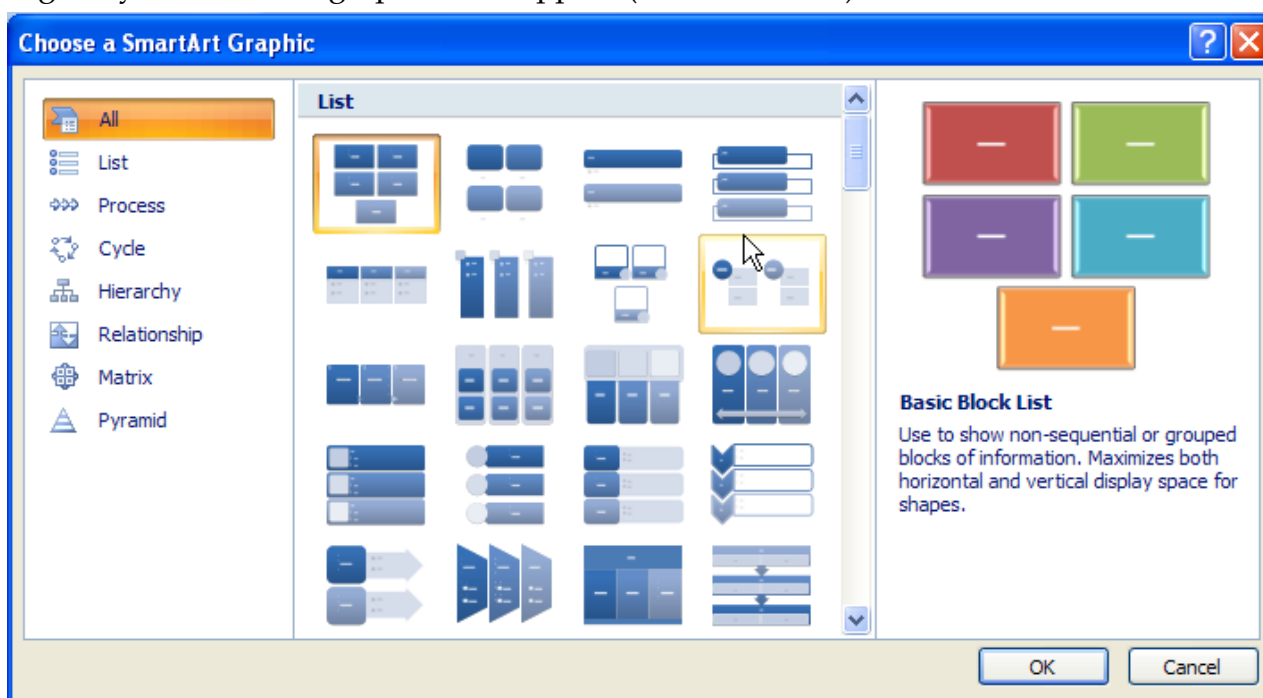 Choose a SmartArt Graphic
All
List
Process
Cycle
Hierarchy
Relationship
Matrix
Pyramid
List
Basic Block List
Use to show non-sequential or grouped
blocks of information. Maximizes both
horizontal and vertical display space for
shapes.
OK
Cancel